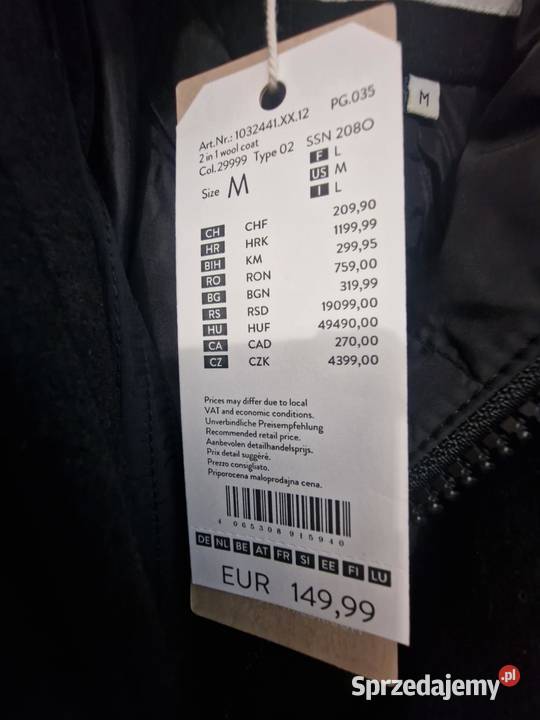 M
PG.035
Art.Nr.: 1032441.XX.12
2 in 1 wool coat
Col.29999 Type 02 SSN 2080
Size M
F L
US M
I L
CH CHF 209,90
HR HRK 1199,99
BIH KM 299,95
RO RON 759,00
BG BGN 319,99
RS RSD 19099,00
HU HUF 49490,00
CA CAD 270,00
CZ CZK 4399,00
Prices may differ due to local
VAT and economic conditions.
Unverbindliche Preisempfehlung
Recommended retail price.
Aanbevolen detailhandelsprijs.
Prix detail suggéré.
Prezzo consigliato.
Priporocena maloprodajna cena.
4 065308 915940
DE NL BE AT FR SI EE FI LU
EUR 149,99
Sprzedajemy.pl